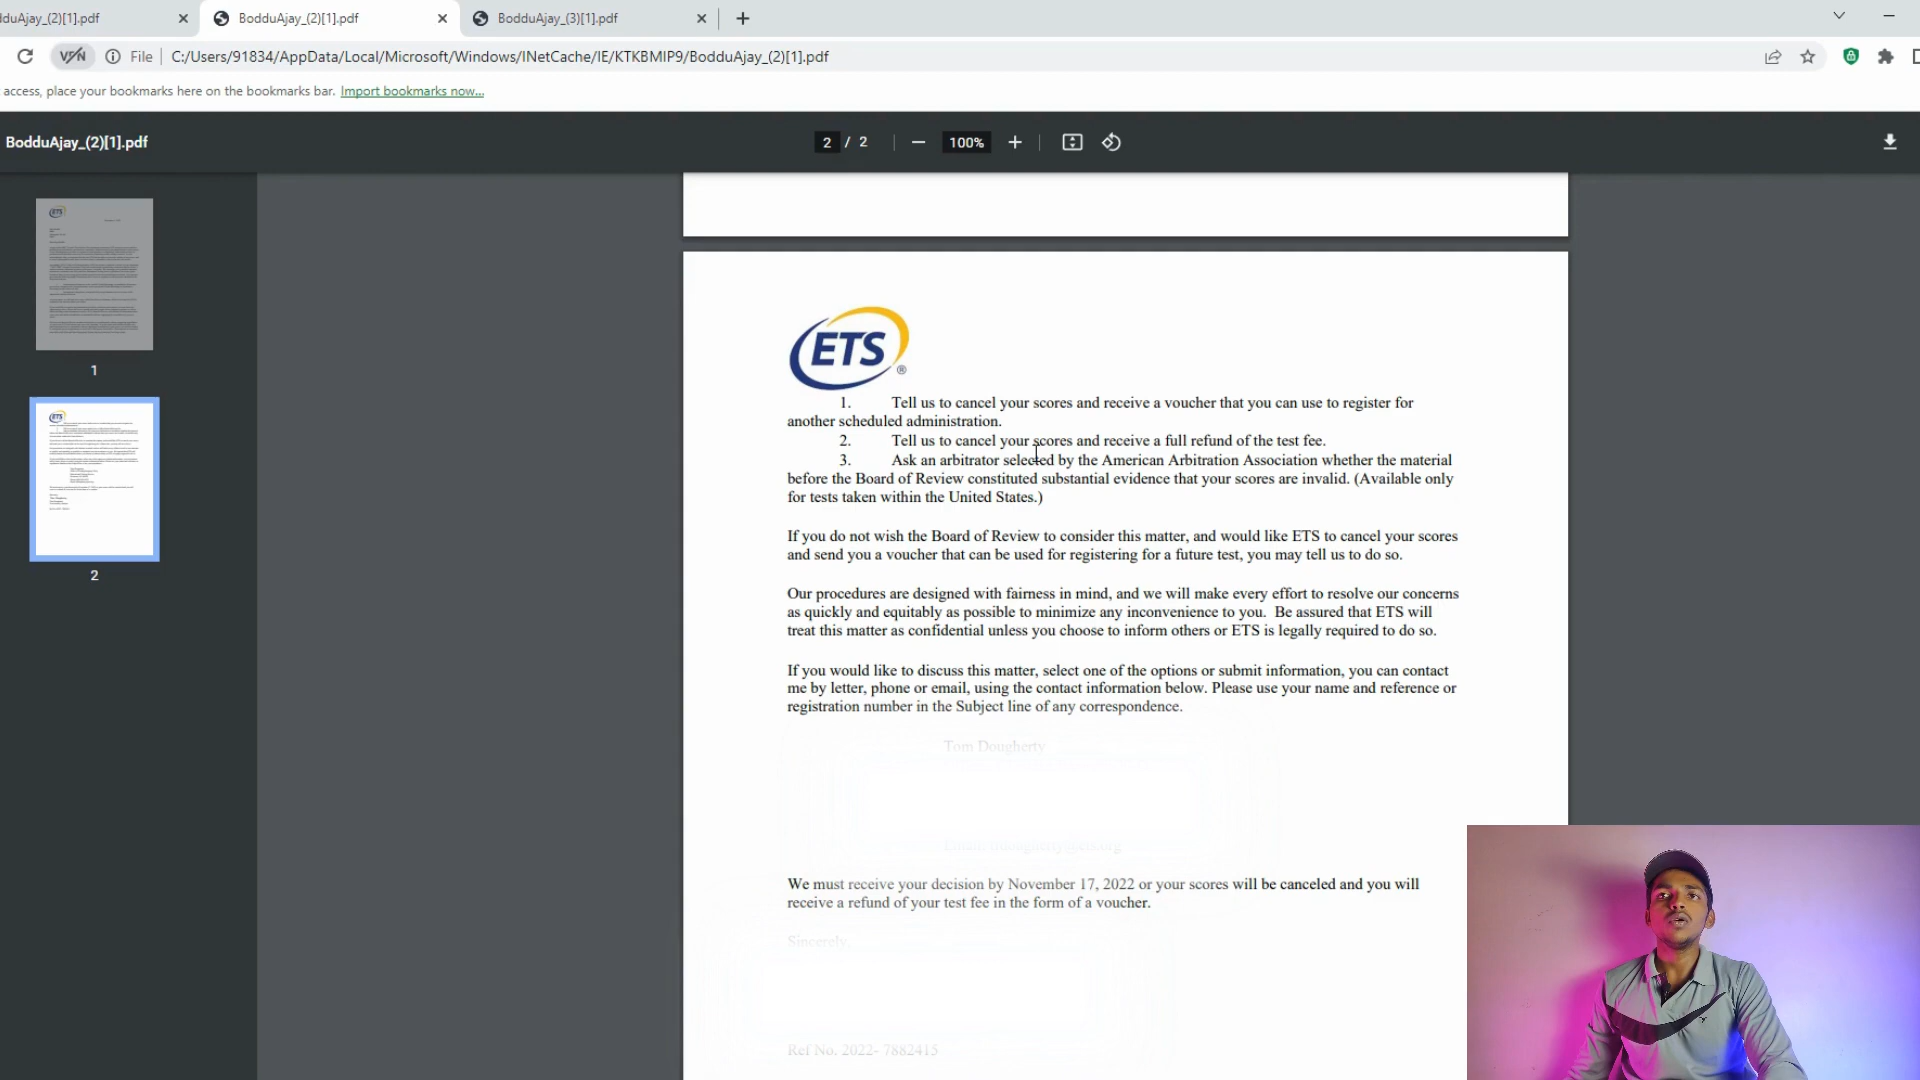 dduAjay_(2)[1].pdf
BodduAjay_(2)[1].pdf
BodduAjay_(3)[1].pdf
VPN
File
C:/Users/91834/AppData/Local/Microsoft/Windows/INetCache/IE/KTKBMIP9/BodduAjay_(2)[1].pdf
access, place your bookmarks here on the bookmarks bar. Import bookmarks now...
BodduAjay_(2)[1].pdf
2 / 2
100%
1
2
ETS ®
1. Tell us to cancel your scores and receive a voucher that you can use to register for
another scheduled administration.
2. Tell us to cancel your scores and receive a full refund of the test fee.
3. Ask an arbitrator selected by the American Arbitration Association whether the material
before the Board of Review constituted substantial evidence that your scores are invalid. (Available only
for tests taken within the United States.)
If you do not wish the Board of Review to consider this matter, and would like ETS to cancel your scores
and send you a voucher that can be used for registering for a future test, you may tell us to do so.
Our procedures are designed with fairness in mind, and we will make every effort to resolve our concerns
as quickly and equitably as possible to minimize any inconvenience to you. Be assured that ETS will
treat this matter as confidential unless you choose to inform others or ETS is legally required to do so.
If you would like to discuss this matter, select one of the options or submit information, you can contact
me by letter, phone or email, using the contact information below. Please use your name and reference or
registration number in the Subject line of any correspondence.
Tom Dougherty
We must receive your decision by November 17, 2022 or your scores will be canceled and you will
receive a refund of your test fee in the form of a voucher.
Sincerely,
Ref No. 2022- 7882415